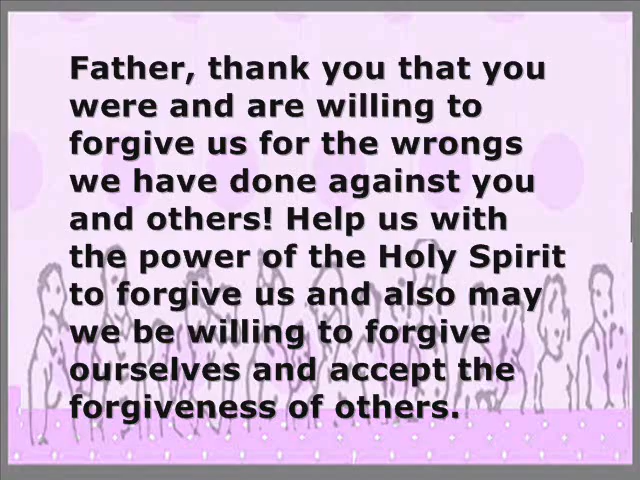 Father, thank you that you
were and are willing to
forgive us for the wrongs
we have done against you
and others! Help us with
the power of the Holy Spirit
to forgive us and also may
we be willing to forgive
ourselves and accept the
forgiveness of others.